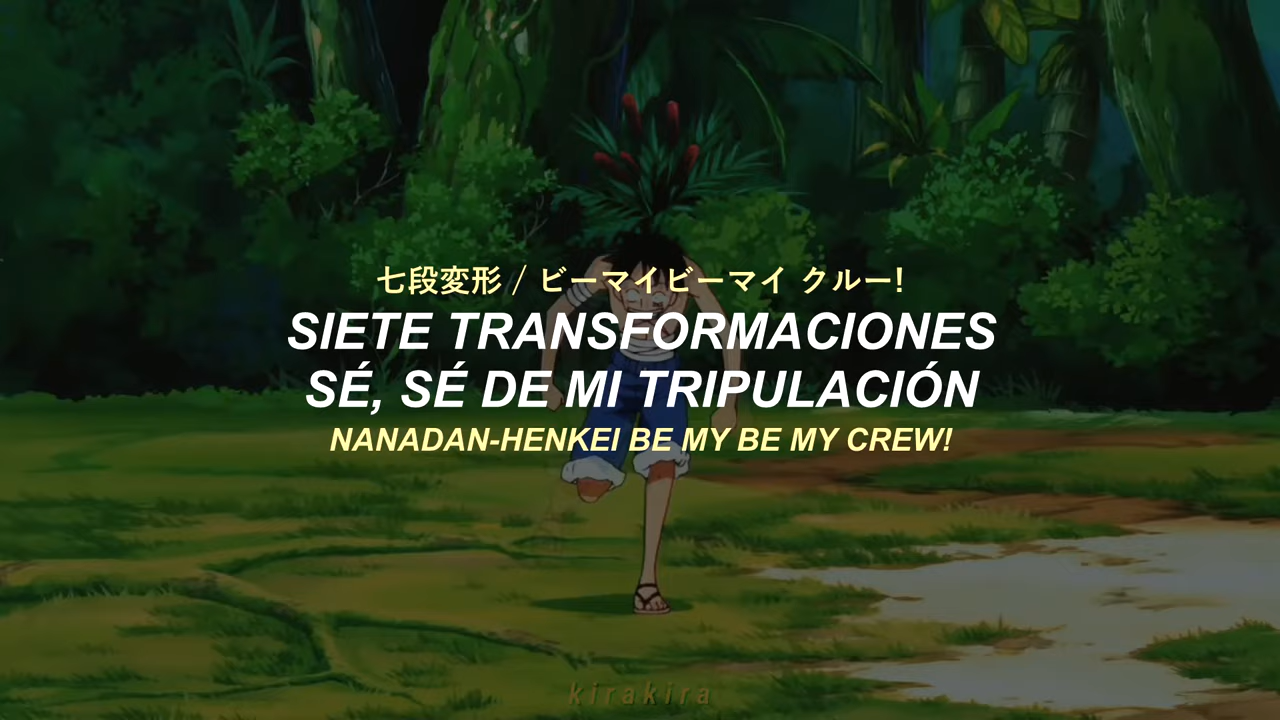 七段変形 / ビーマイビーマイ クルー!
SIETE TRANSFORMACIONES
SÉ, SÉ DE MI TRIPULACIÓN
NANADAN-HENKEI BE MY BE MY CREW!
kirakira